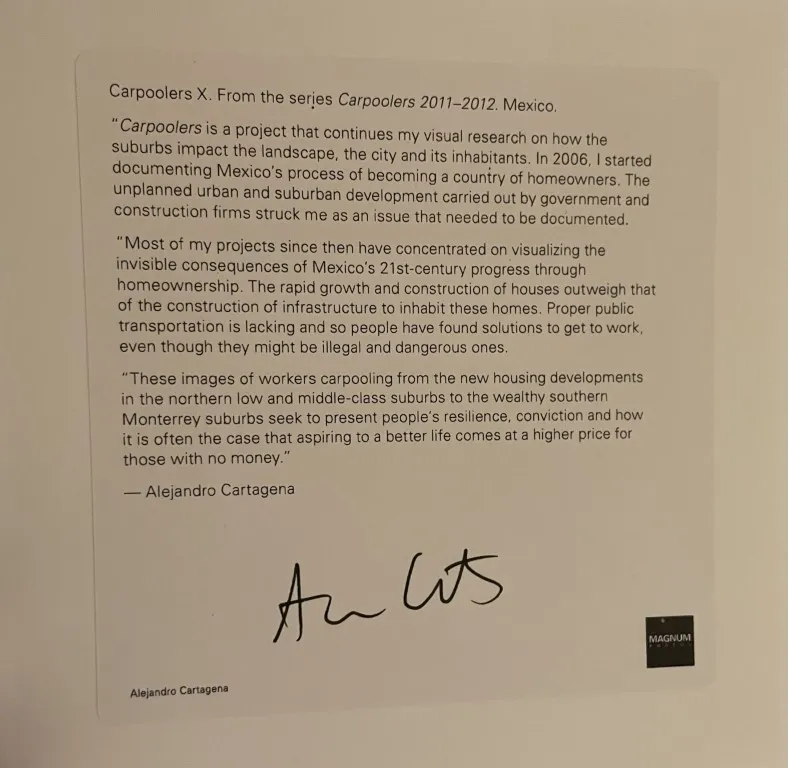 Carpoolers X. From the series Carpoolers 2011–2012. Mexico.
“Carpoolers is a project that continues my visual research on how the
suburbs impact the landscape, the city and its inhabitants. In 2006, I started
documenting Mexico’s process of becoming a country of homeowners. The
unplanned urban and suburban development carried out by government and
construction firms struck me as an issue that needed to be documented.
“Most of my projects since then have concentrated on visualizing the
invisible consequences of Mexico’s 21st-century progress through
homeownership. The rapid growth and construction of houses outweigh that
of the construction of infrastructure to inhabit these homes. Proper public
transportation is lacking and so people have found solutions to get to work,
even though they might be illegal and dangerous ones.
“These images of workers carpooling from the new housing developments
in the northern low and middle-class suburbs to the wealthy southern
Monterrey suburbs seek to present people’s resilience, conviction and how
it is often the case that aspiring to a better life comes at a higher price for
those with no money.”
— Alejandro Cartagena
MAGNUM
Alejandro Cartagena